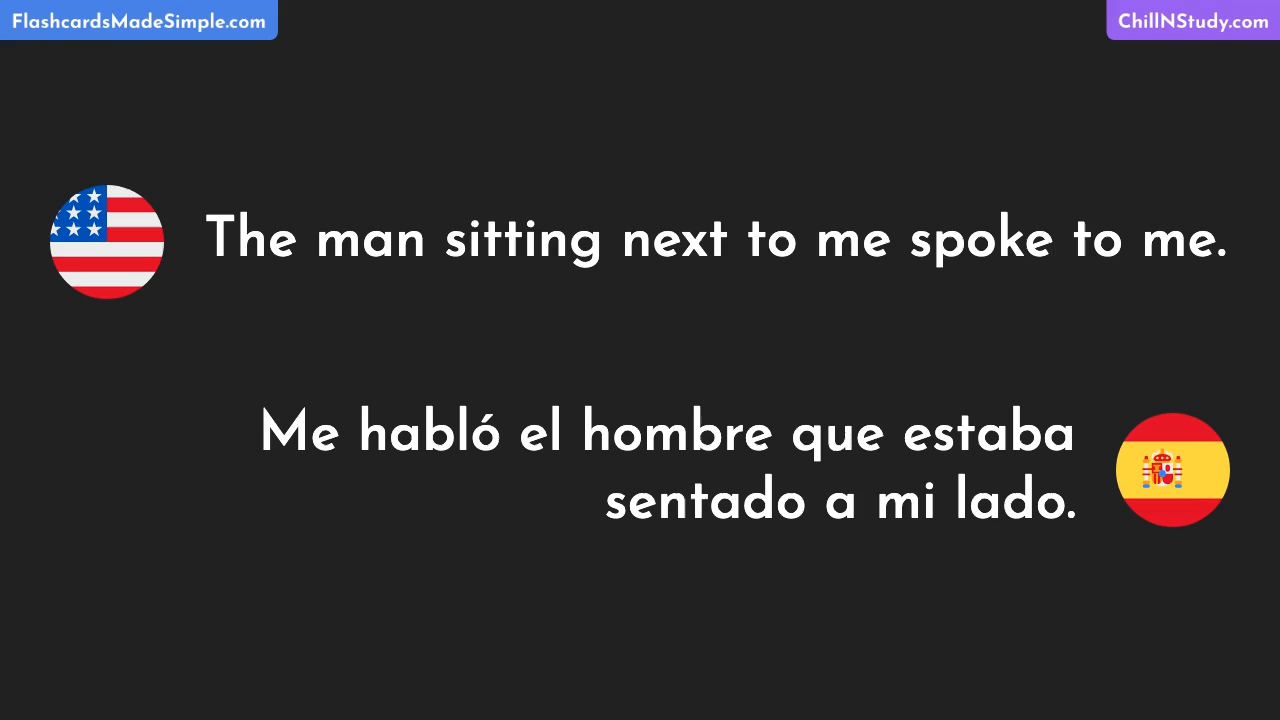 FlashcardsMadeSimple.com
ChillNStudy.com
The man sitting next to me spoke to me.
Me habló el hombre que estaba
sentado a mi lado.